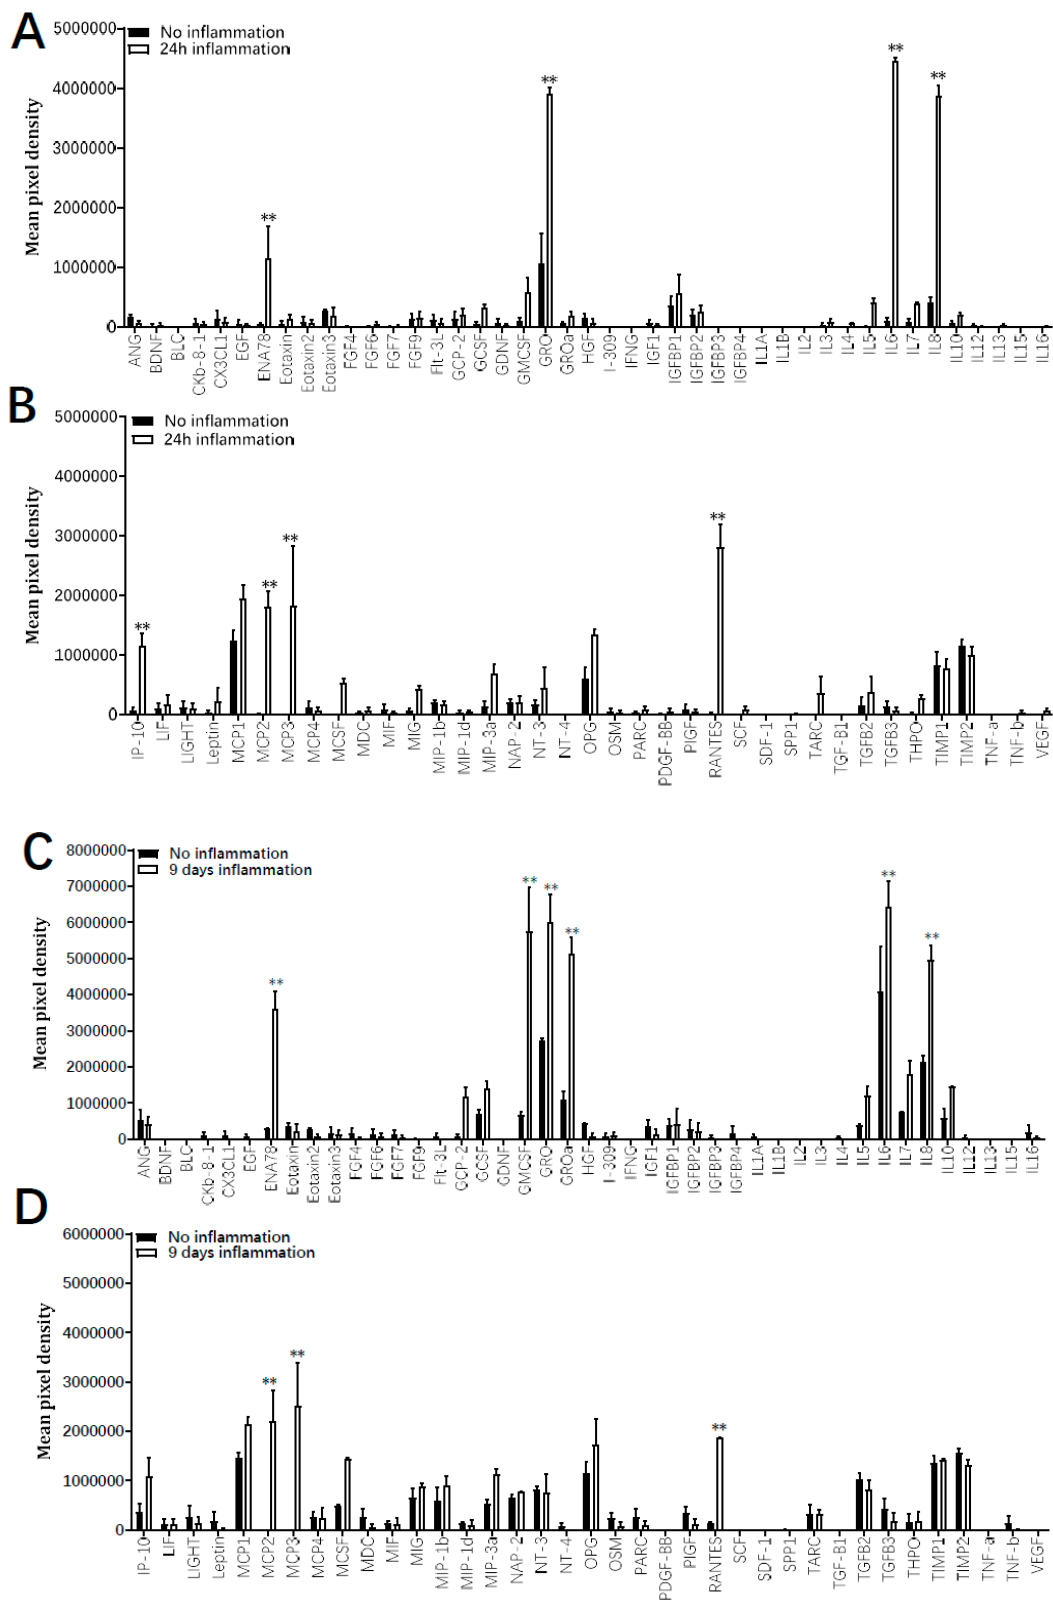 A
Mean pixel density
5000000
4000000
3000000
2000000
1000000
0
No inflammation
24h inflammation
**
**
**
**
ANG
BDNF
BLC
CKb-8-1
CX3CL1
EGF
ENA78
Eotaxin
Eotaxin2
Eotaxin3
FGF4
FGF6
FGF7
FGF9
Flt-3L
GCP-2
GCSF
GDNF
GMCSF
GRO
GROa
HGF
I-309
IFNG
IGF1
IGFBP1
IGFBP2
IGFBP3
IGFBP4
IL1A
IL1B
IL2
IL3
IL4
IL5
IL6
IL7
IL8
IL10
IL12
IL13
IL15
IL16
B
Mean pixel density
5000000
4000000
3000000
2000000
1000000
0
No inflammation
24h inflammation
**
**
**
**
IP-10
LIF
LIGHT
Leptin
MCP1
MCP2
MCP3
MCP4
MCSF
MDC
MIF
MIG
MIP-1b
MIP-1d
MIP-3a
NAP-2
NT-3
NT-4
OPG
OSM
PARC
PDGF-BB
PIGF
RANTES
SCF
SDF-1
SPP1
TARC
TGF-B1
TGFB2
TGFB3
THPO
TIMP1
TIMP2
TNF-a
TNF-b
VEGF
C
Mean pixel density
8000000
7000000
6000000
5000000
4000000
3000000
2000000
1000000
0
No inflammation
9 days inflammation
**
**
**
**
**
**
ANG
BDNF
BLC
CKb-8-1
CX3CL1
EGF
ENA78
Eotaxin
Eotaxin2
Eotaxin3
FGF4
FGF6
FGF7
FGF9
Flt-3L
GCP-2
GCSF
GDNF
GMCSF
GRO
GROa
HGF
I-309
IFNG
IGF1
IGFBP1
IGFBP2
IGFBP3
IGFBP4
IL1A
IL1B
IL2
IL3
IL4
IL5
IL6
IL7
IL8
IL10
IL12
IL13
IL15
IL16
D
Mean pixel density
6000000
5000000
4000000
3000000
2000000
1000000
0
No inflammation
9 days inflammation
**
**
**
IP-10
LIF
LIGHT
Leptin
MCP1
MCP2
MCP3
MCP4
MCSF
MDC
MIF
MIG
MIP-1b
MIP-1d
MIP-3a
NAP-2
NT-3
NT-4
OPG
OSM
PARC
PDGF-BB
PIGF
RANTES
SCF
SDF-1
SPP1
TARC
TGF-B1
TGFB2
TGFB3
THPO
TIMP1
TIMP2
TNF-a
TNF-b
VEGF